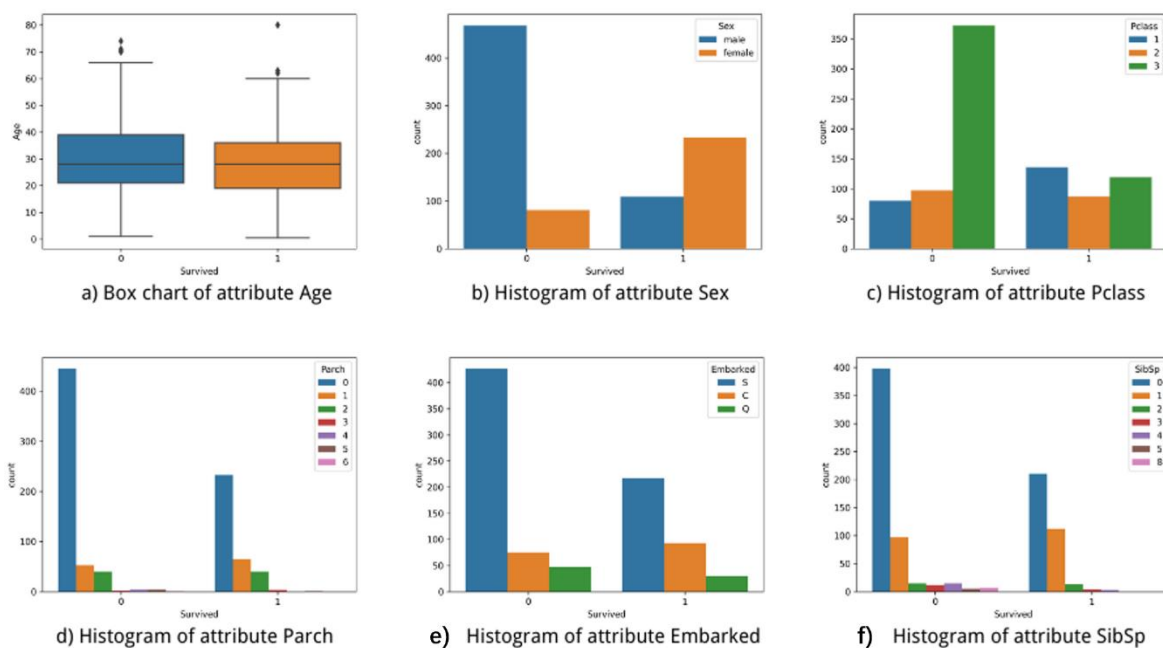 80
70
60
50
40
30
20
10
0
Age
0 1
Survived
a) Box chart of attribute Age
400
300
200
100
0
count
Sex
male
female
0 1
Survived
b) Histogram of attribute Sex
350
300
250
200
150
100
50
0
count
Pclass
1
2
3
0 1
Survived
c) Histogram of attribute Pclass
400
300
200
100
0
count
Parch
0
1
2
3
4
5
6
0 1
Survived
d) Histogram of attribute Parch
400
350
300
250
200
150
100
50
0
count
Embarked
S
C
Q
0 1
Survived
e) Histogram of attribute Embarked
400
350
300
250
200
150
100
50
0
count
SibSp
0
1
2
3
4
5
8
0 1
Survived
f) Histogram of attribute SibSp